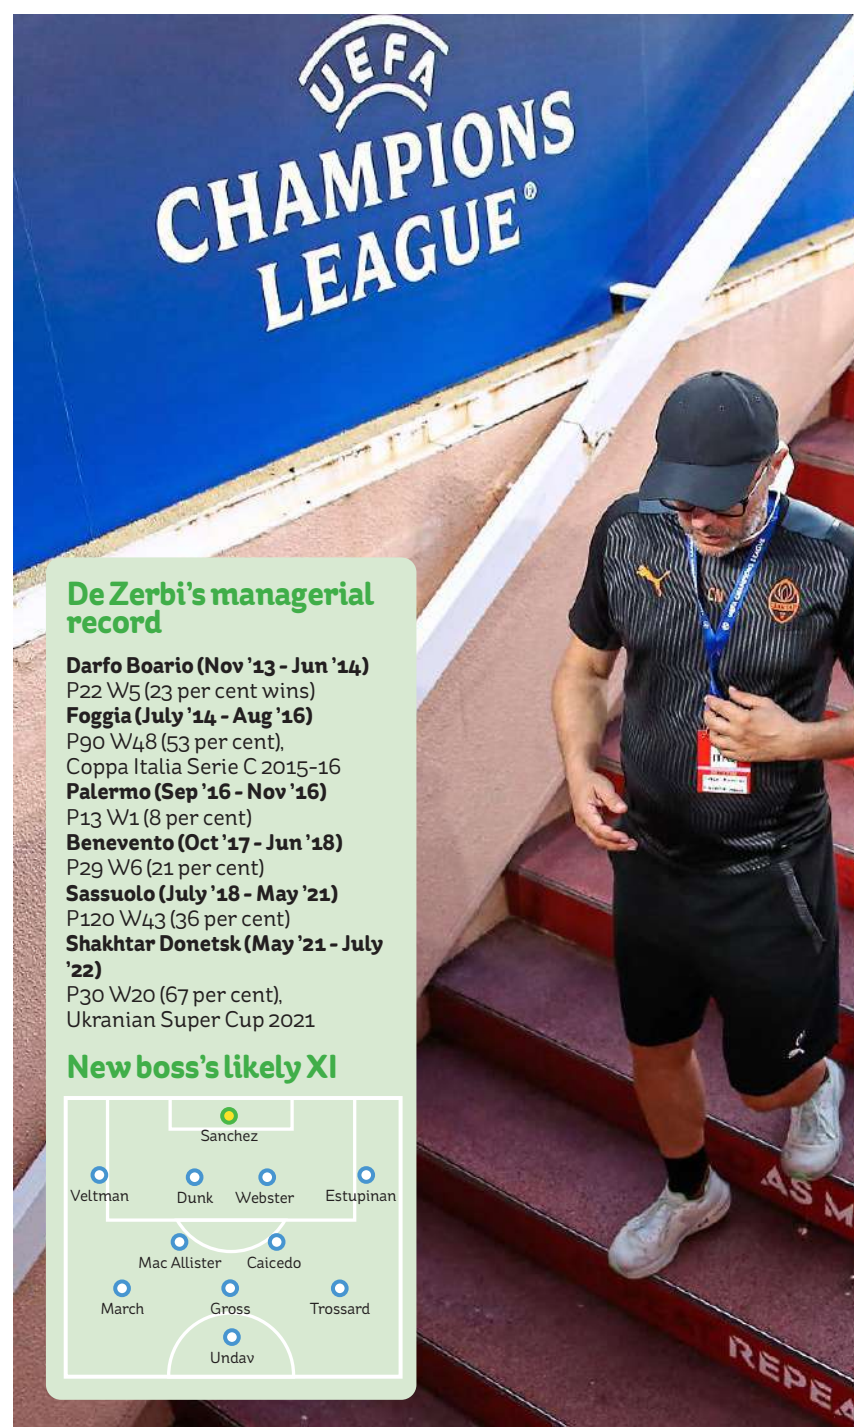 UEFA
CHAMPIONS
LEAGUE®
De Zerbi's managerial
record
Darfo Boario (Nov '13 - Jun '14)
P22 W5 (23 per cent wins)
Foggia (July '14 - Aug '16)
P90 W48 (53 per cent),
Coppa Italia Serie C 2015-16
Palermo (Sep '16 - Nov '16)
P13 W1 (8 per cent)
Benevento (Oct '17 - Jun '18)
P29 W6 (21 per cent)
Sassuolo (July '18 - May '21)
P120 W43 (36 per cent)
Shakhtar Donetsk (May '21 - July
'22)
P30 W20 (67 per cent),
Ukranian Super Cup 2021
New boss's likely XI
Sanchez
Veltman Dunk Webster Estupinan
Mac Allister Caicedo
March Gross Trossard
Undav
UEFA CHAMPIONS LEAGUE
AS M
REPEA